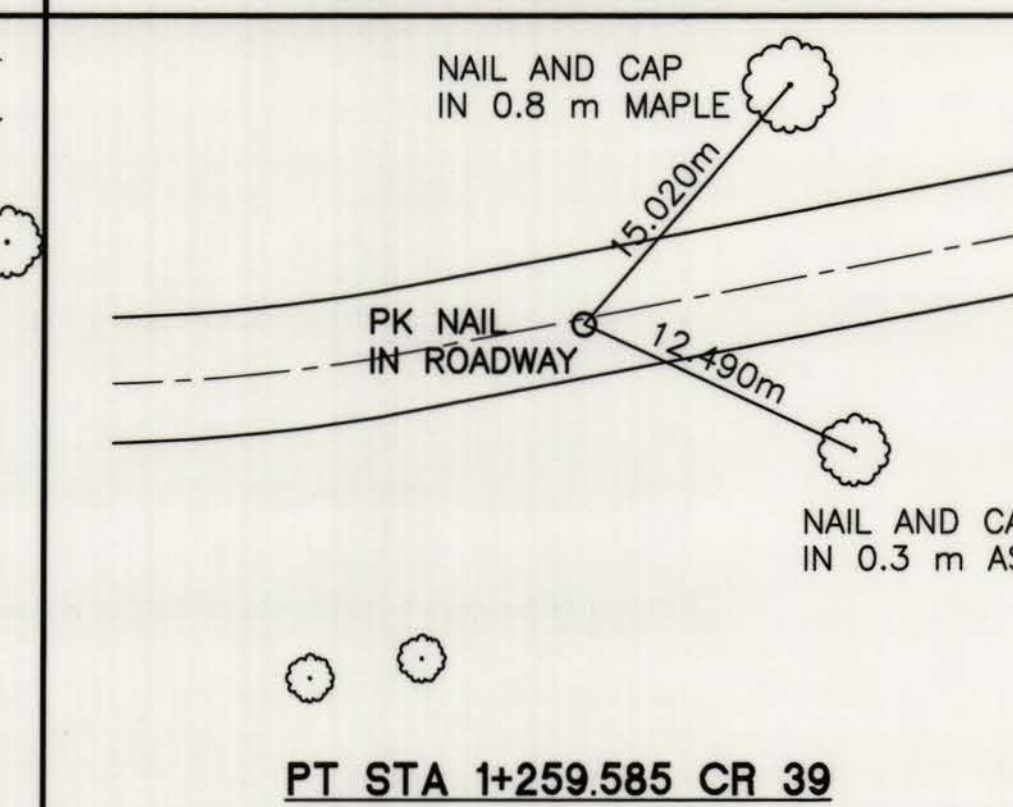 NAIL AND CAP
IN 0.8 m MAPLE
15.020m
PK NAIL
IN ROADWAY
12.490m
NAIL AND
IN 0.3 m
PT STA 1+259.585 CR 39